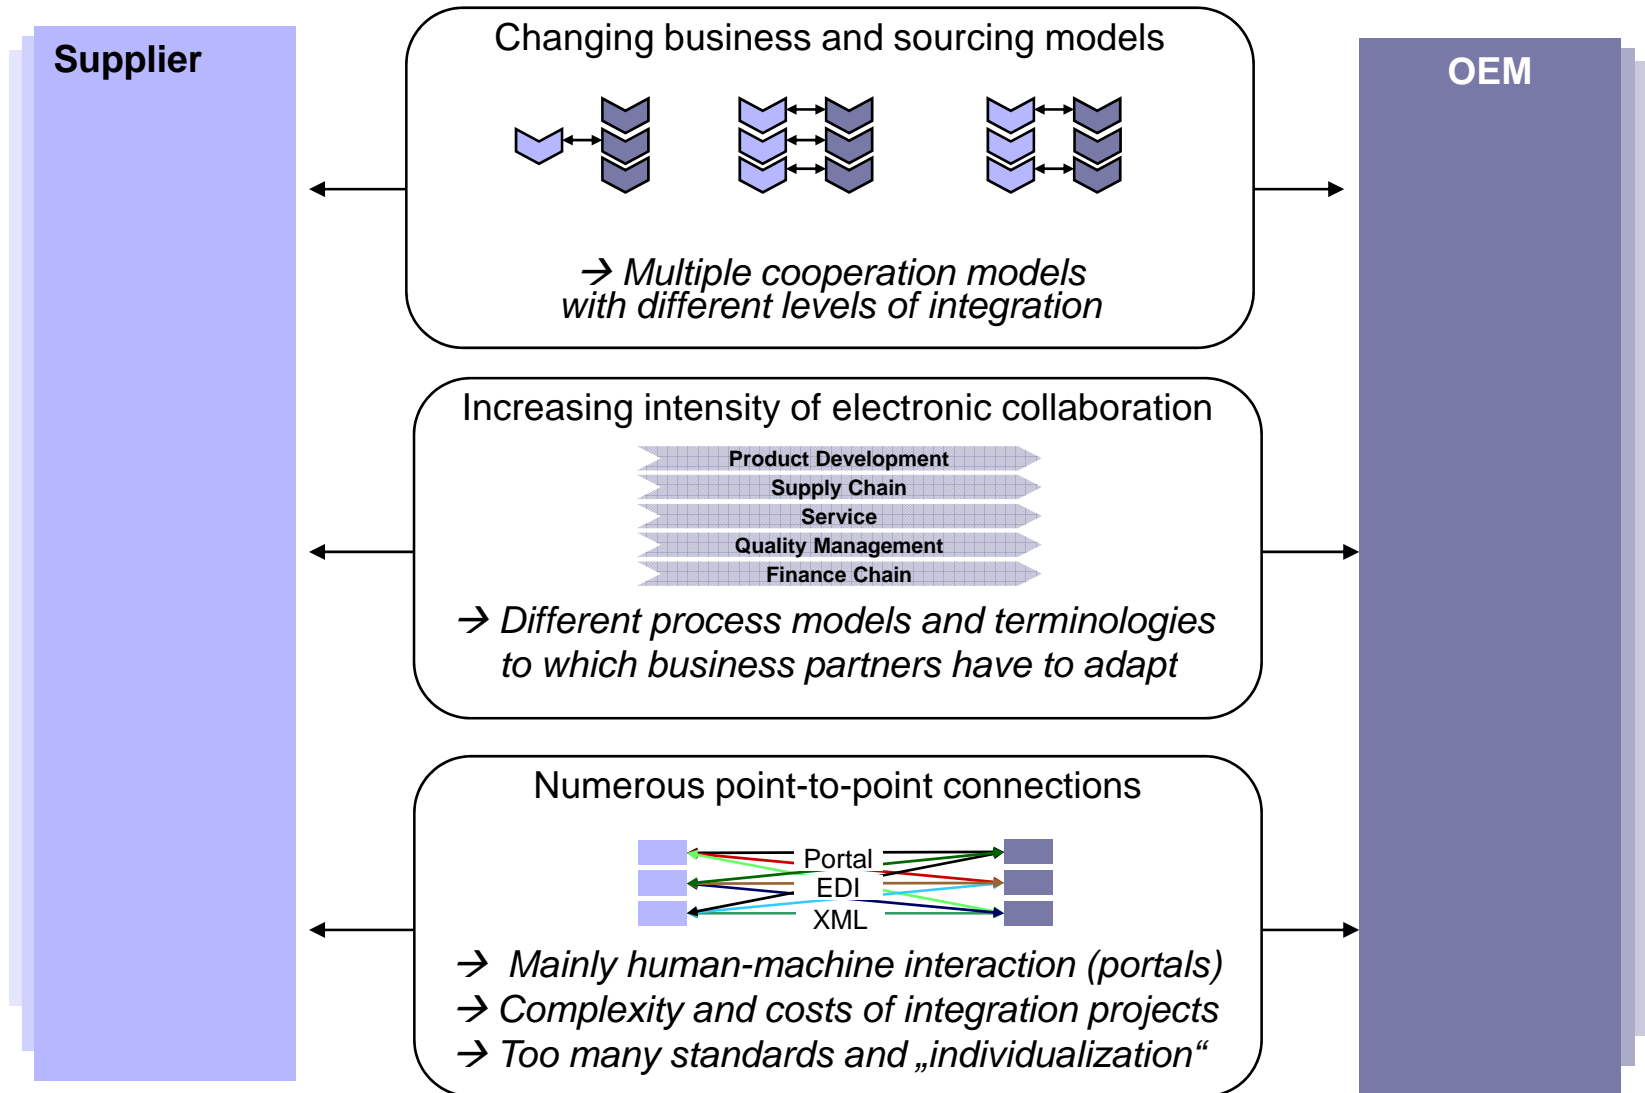 Supplier
Changing business and sourcing models
OEM
→ Multiple cooperation models
with different levels of integration
Increasing intensity of electronic collaboration
Product Development
Supply Chain
Service
Quality Management
Finance Chain
→ Different process models and terminologies
to which business partners have to adapt
Numerous point-to-point connections
Portal
EDI
XML
→ Mainly human-machine interaction (portals)
→ Complexity and costs of integration projects
→ Too many standards and „individualization“